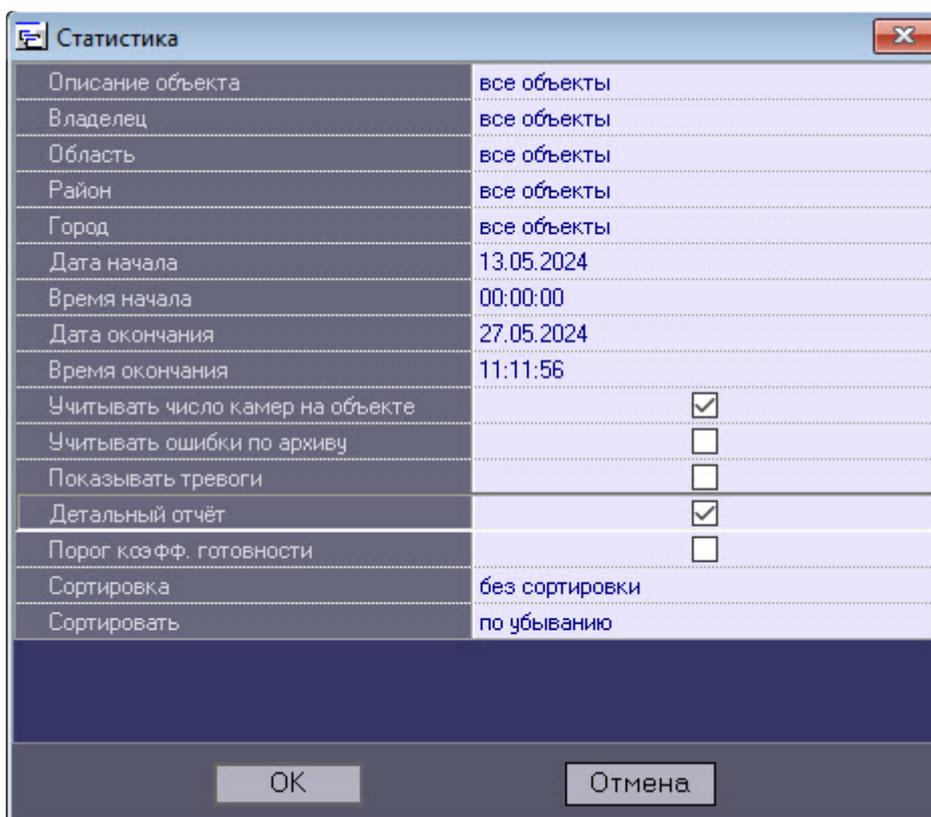 Статистика
Описание объекта все объекты
Владелец все объекты
Область все объекты
Район все объекты
Город все объекты
Дата начала 13.05.2024
Время начала 00:00:00
Дата окончания 27.05.2024
Время окончания 11:11:56
Учитывать число камер на объекте
Учитывать ошибки по архиву
Показывать тревоги
Детальный отчёт
Порог коэфф. готовности
Сортировка без сортировки
Сортировать по убыванию
OK Отмена